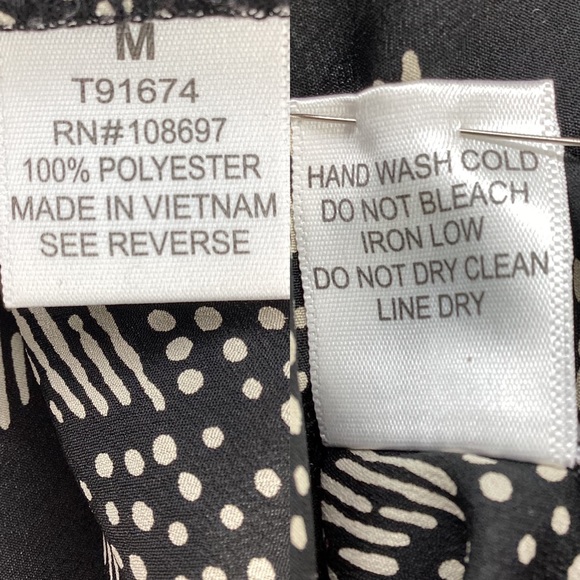 M
T91674
RN#108697
100% POLYESTER
MADE IN VIETNAM
SEE REVERSE
HAND WASH COLD
DO NOT BLEACH
IRON LOW
DO NOT DRY CLEAN
LINE DRY